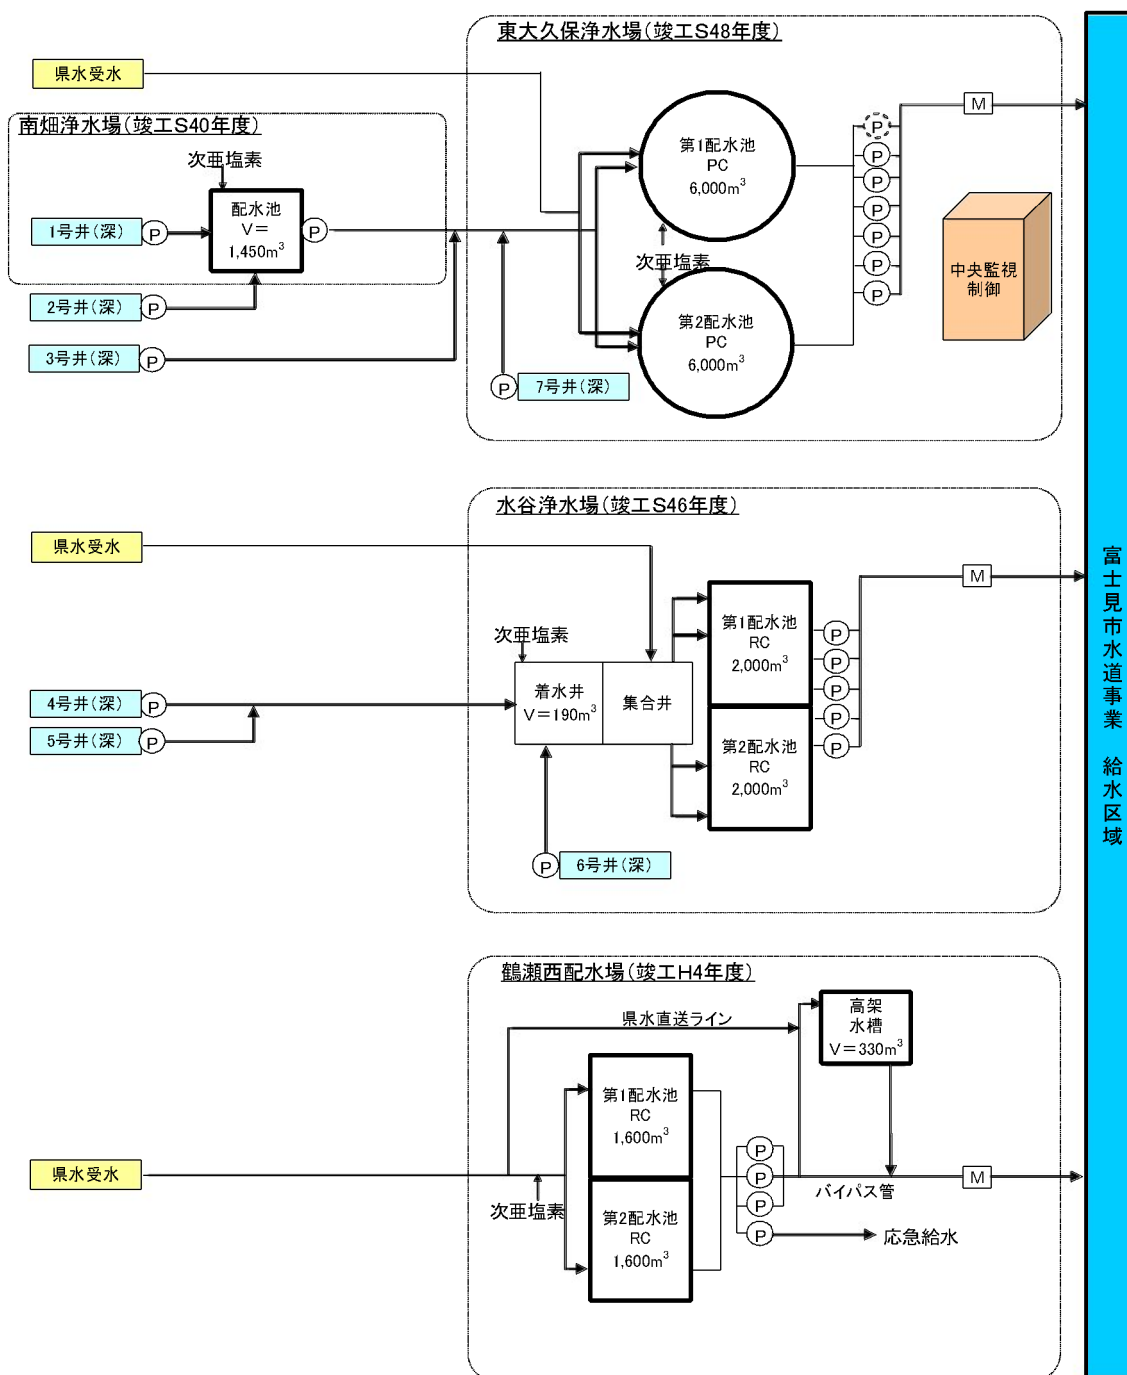 東大久保浄水場(竣工S48年度)
県水受水
南畑浄水場(竣工S40年度)
次亜塩素
1号井(深)
P
配水池
V=
1,450m³
P
2号井(深)
P
3号井(深)
P
P
7号井(深)
第1配水池
PC
6,000m³
次亜塩素
第2配水池
PC
6,000m³
P
P
P
P
P
P
P
M
中央監視
制御
水谷浄水場(竣工S46年度)
県水受水
次亜塩素
4号井(深)
P
5号井(深)
P
着水井
V=190m³
集合井
P
6号井(深)
第1配水池
RC
2,000m³
第2配水池
RC
2,000m³
P
P
P
P
P
M
鶴瀬西配水場(竣工H4年度)
県水直送ライン
高架
水槽
V=330m³
県水受水
次亜塩素
第1配水池
RC
1,600m³
第2配水池
RC
1,600m³
P
P
P
P
バイパス管
M
応急給水
富士見市水道事業 給水区域